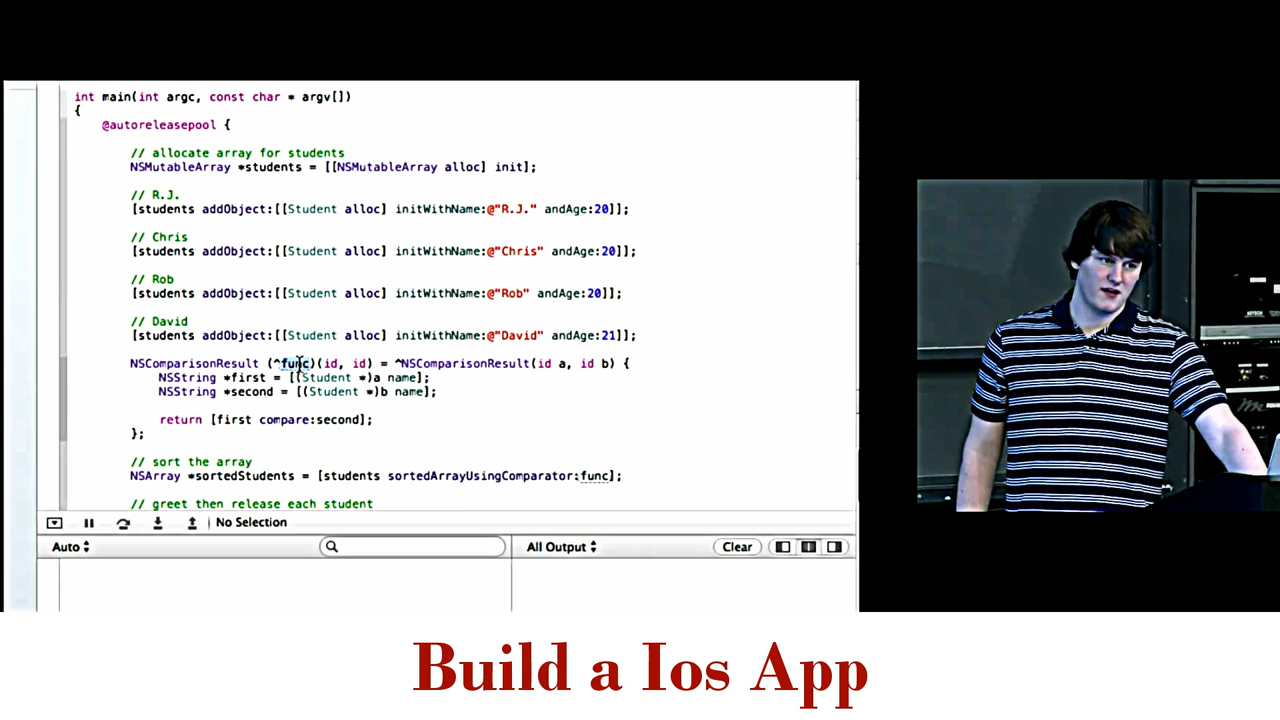 int main(int argc, const char * argv[])
{
@autoreleasepool {
// allocate array for students
NSMutableArray *students = [[NSMutableArray alloc] init];
// R.J.
[students addObject:[[Student alloc] initWithName:@"R.J." andAge:20]];
// Chris
[students addObject:[[Student alloc] initWithName:@"Chris" andAge:20]];
// Rob
[students addObject:[[Student alloc] initWithName:@"Rob" andAge:20]];
// David
[students addObject:[[Student alloc] initWithName:@"David" andAge:21]];
NSComparisonResult (^func)(id, id) = ^NSComparisonResult(id a, id b) {
NSString *first = [(Student *)a name];
NSString *second = [(Student *)b name];
return [first compare:second];
};
// sort the array
NSArray *sortedStudents = [students sortedArrayUsingComparator:func];
// greet then release each student
No Selection
Auto
All Output
Clear
Build a Ios App